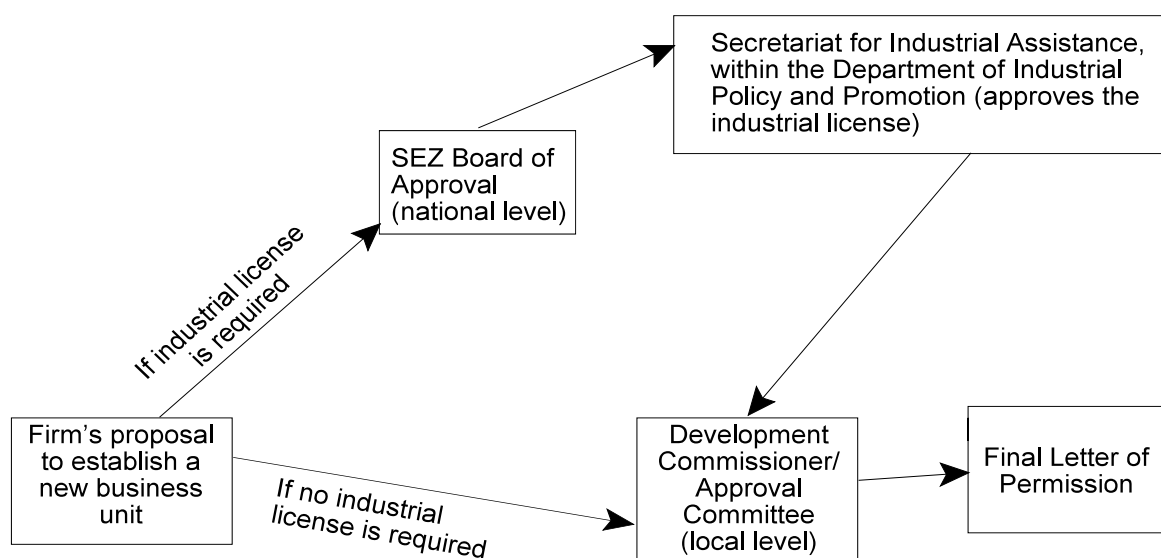 Secretariat for Industrial Assistance,
within the Department of Industrial
Policy and Promotion (approves the
industrial license)
SEZ Board of
Approval
(national level)
If industrial license
is required
Firm's proposal
to establish a
new business
unit
If no industrial
license is required
Development
Commissioner/
Approval
Committee
(local level)
Final Letter of
Permission